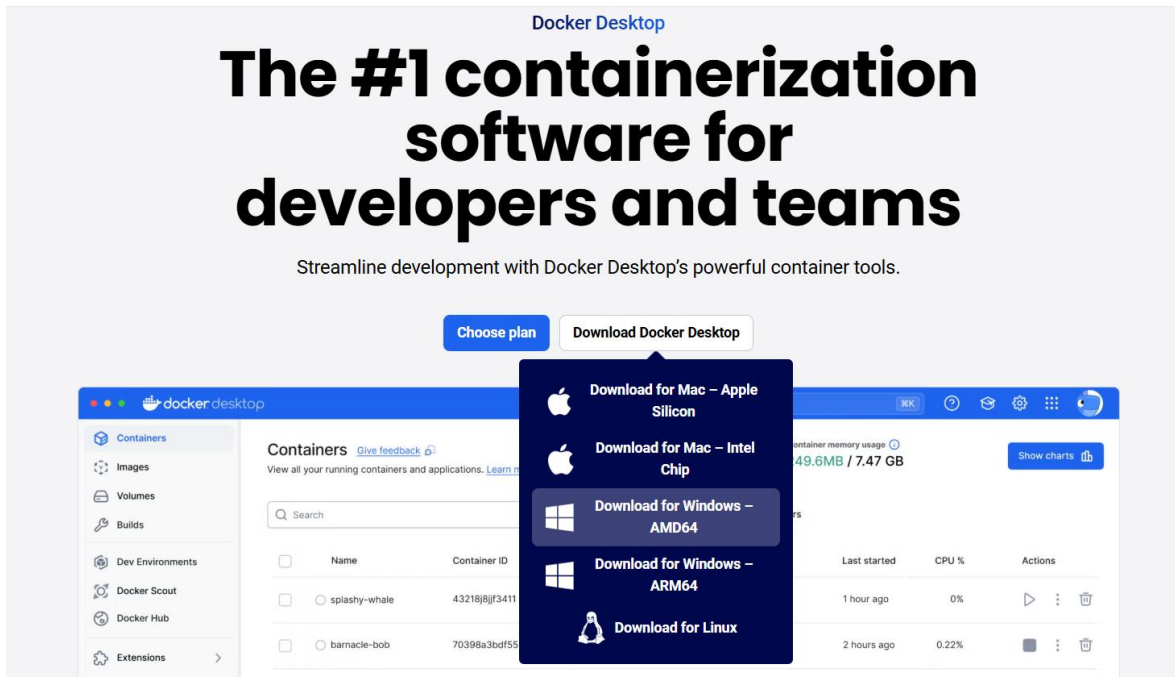 Docker Desktop
The #1 containerization
software for
developers and teams
Streamline development with Docker Desktop's powerful container tools.
Choose plan
Download Docker Desktop
Download for Mac – Apple
Silicon
Download for Mac – Intel
Chip
Download for Windows –
AMD64
Download for Windows –
ARM64
Download for Linux
docker desktop
⌘K
Containers
Images
Volumes
Builds
Dev Environments
Docker Scout
Docker Hub
Extensions
Containers Give feedback
View all your running containers and applications.
container memory usage
49.6MB / 7.47 GB
Show charts
Search
Name Container ID Last started CPU % Actions
splashy-whale 43218j8jjf3411 1 hour ago 0%
barnacle-bob 70398a3bdf55 2 hours ago 0.22%